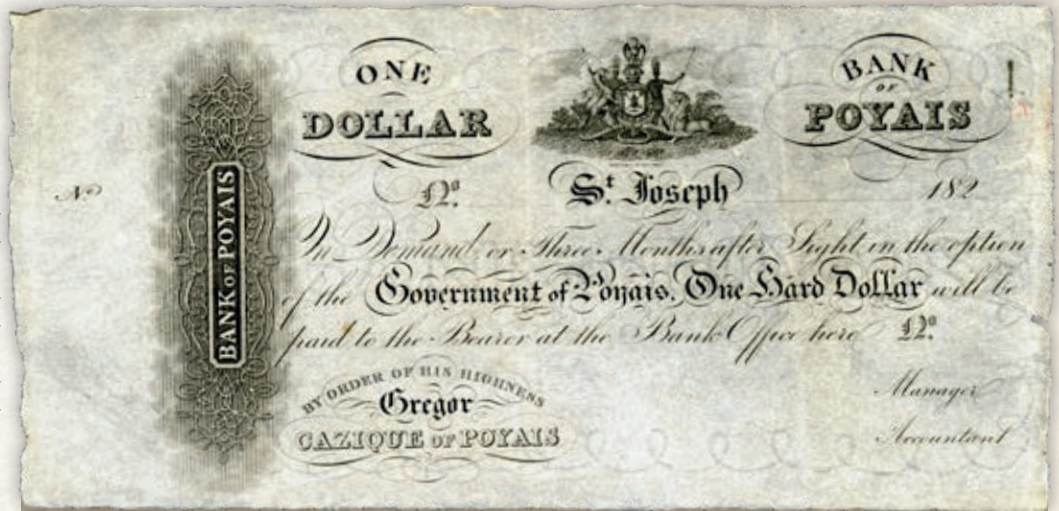 ONE
DOLLAR
BANK
OF
POYAIS
BANK OF POYAIS
No
No.
St. Joseph
182
On Demand, or Three Months after Sight in the option
of the Government of Poyais, One Hard Dollar will be
paid to the Bearer at the Bank Office here No.
BY ORDER OF HIS HIGHNESS
Gregor
CAZIQUE OF POYAIS
Manager
Accountant